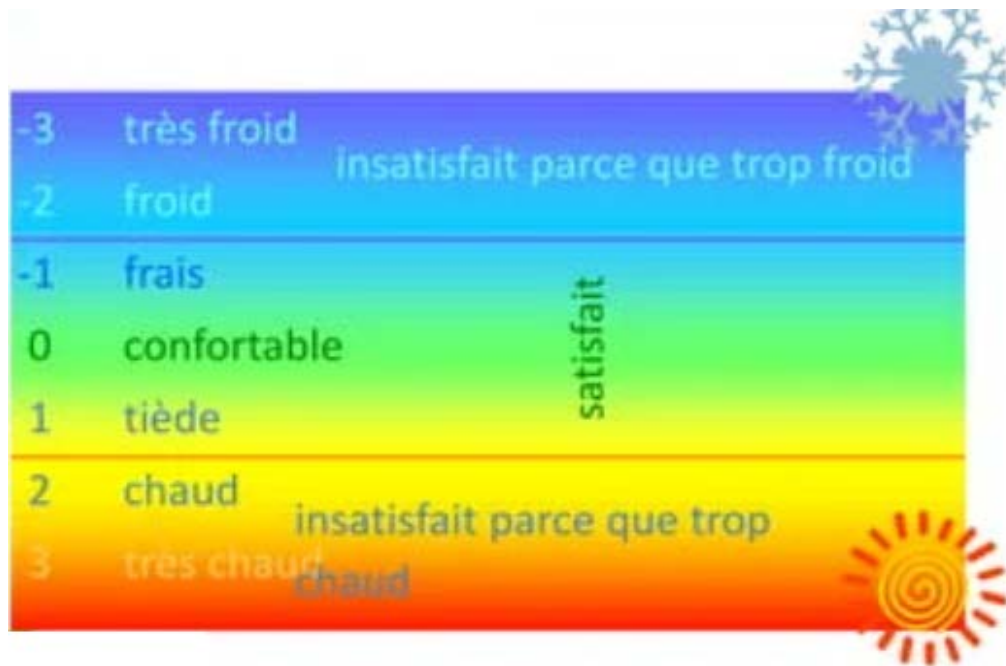 -3 très froid
insatisfait parce que trop froid
-2 froid
-1 frais
satisfait
0 confortable
1 tiède
2 chaud
insatisfait parce que trop
chaud
3 très chaud